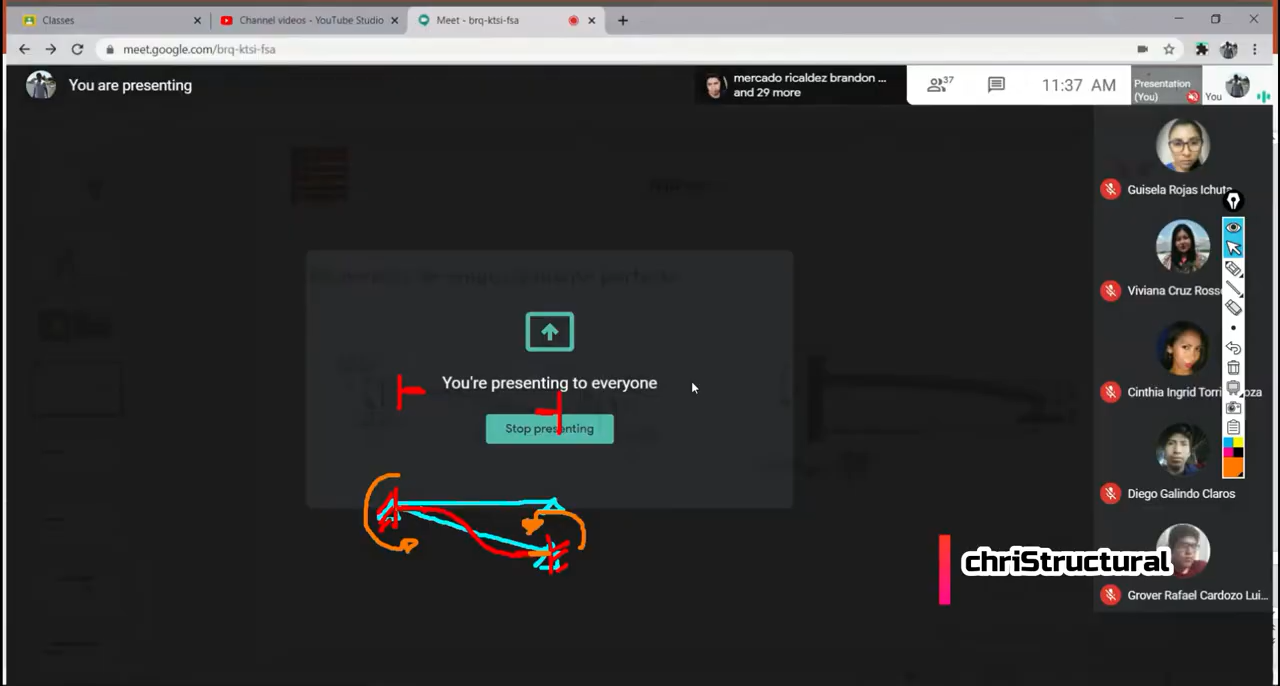 Classes
Channel videos - YouTube Studio
Meet - brq-ktsi-fsa
meet.google.com/brq-ktsi-fsa
You are presenting
mercado ricaldez brandon ...
and 29 more
37
11:37 AM
Presentation
(You)
You
Guisela Rojas Ichuta
Viviana Cruz Ross
You're presenting to everyone
Cinthia Ingrid
Stop presenting
Diego Galindo Claros
chriStructural
Grover Rafael Cardozo Lui...